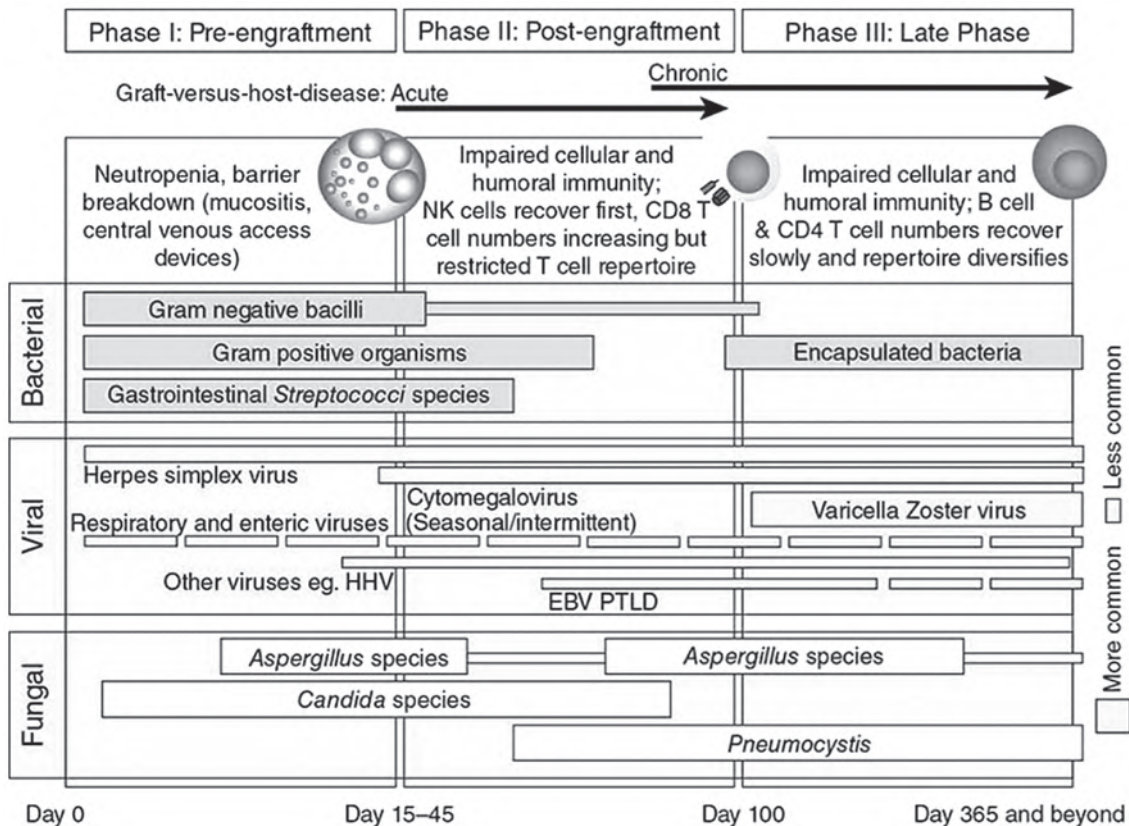 Phase I: Pre-engraftment
Phase II: Post-engraftment
Phase III: Late Phase
Chronic
Graft-versus-host-disease: Acute
Neutropenia, barrier
breakdown (mucositis,
central venous access
devices)
Impaired cellular and
humoral immunity;
NK cells recover first, CD8 T
cell numbers increasing but
restricted T cell repertoire
Impaired cellular and
humoral immunity; B cell
& CD4 T cell numbers recover
slowly and repertoire diversifies
Bacterial
Gram negative bacilli
Gram positive organisms
Encapsulated bacteria
Gastrointestinal Streptococci species
Viral
Herpes simplex virus
Cytomegalovirus
Respiratory and enteric viruses
(Seasonal/intermittent)
Varicella Zoster virus
Other viruses eg. HHV
EBV PTLD
Fungal
Aspergillus species
Aspergillus species
Candida species
Pneumocystis
Less common
More common
Day 0
Day 15–45
Day 100
Day 365 and beyond